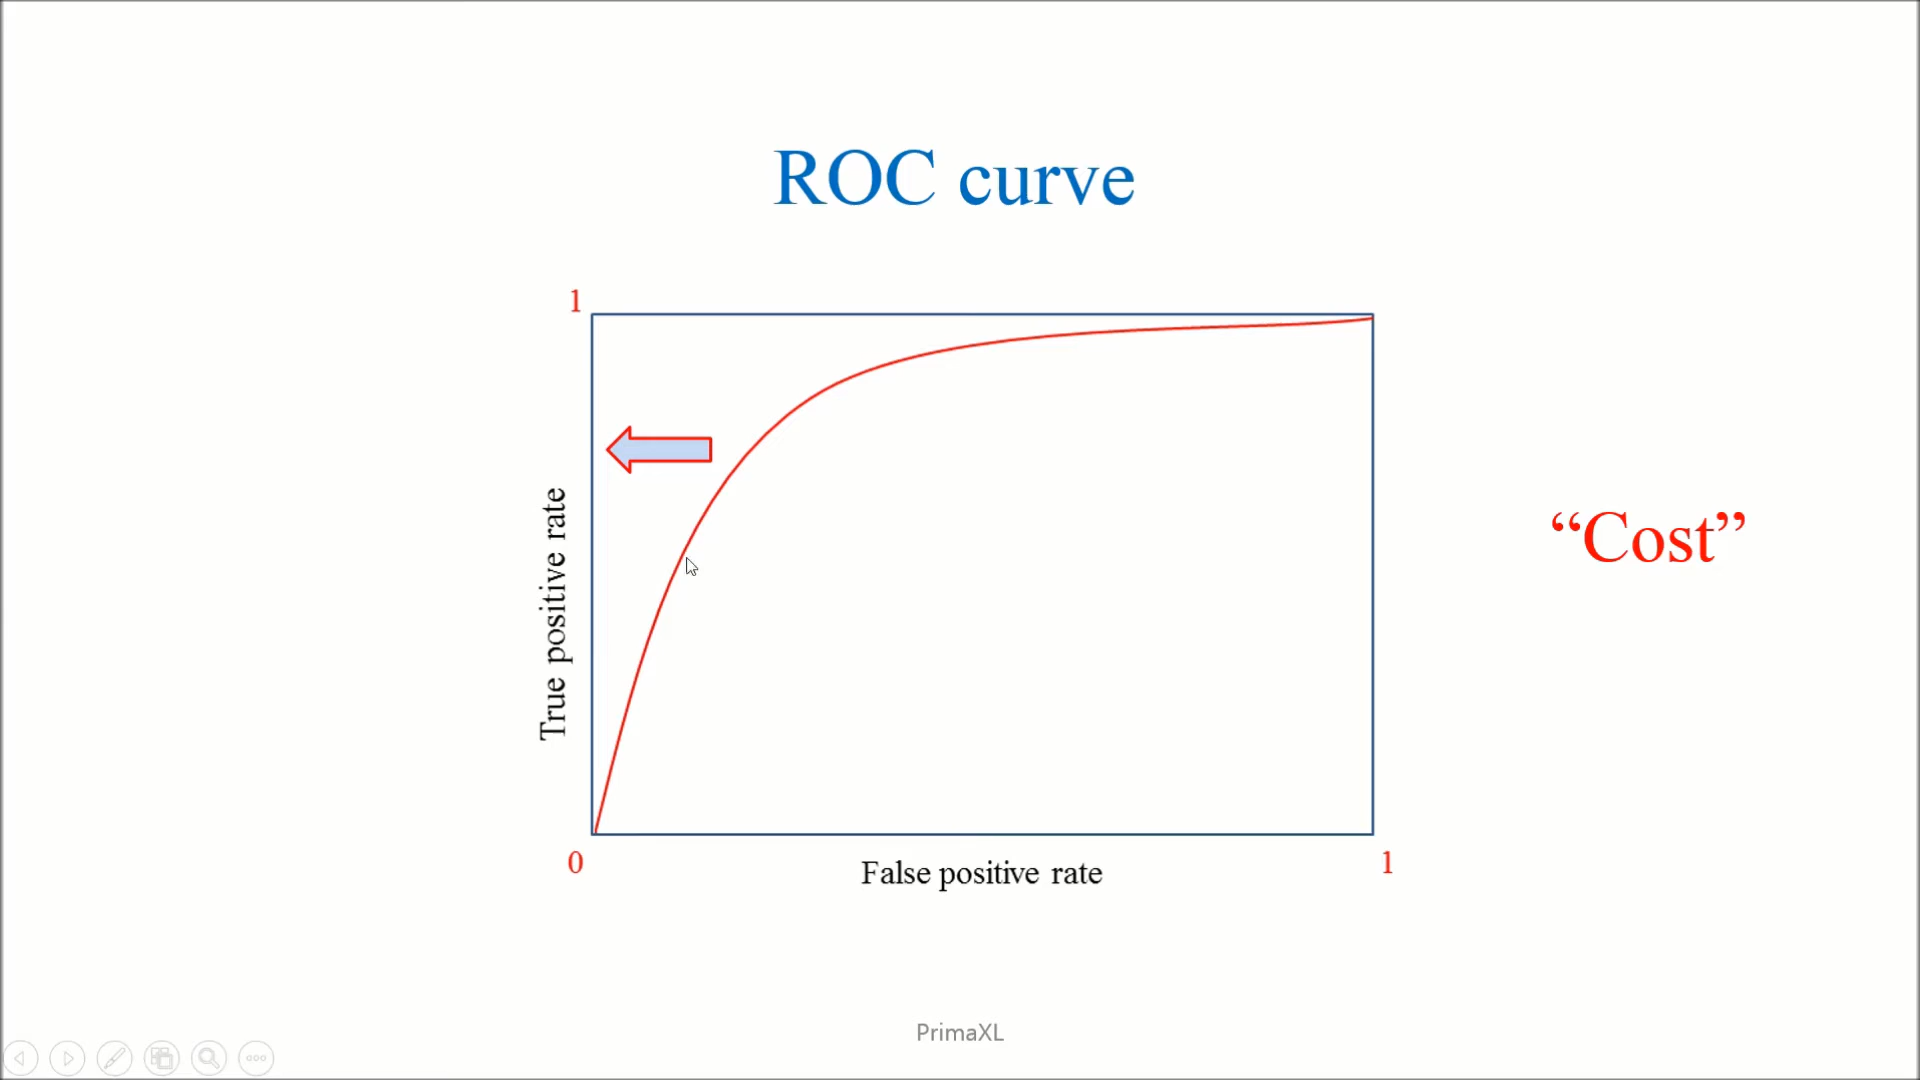 ROC curve
1
True positive rate
“Cost”
0
False positive rate
1
PrimaXL